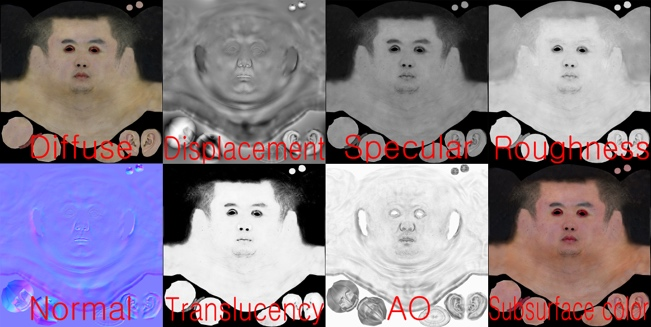 Diffuse
Displacement
Specular
Roughness
Normal
Translucency
AO
Subsurface color